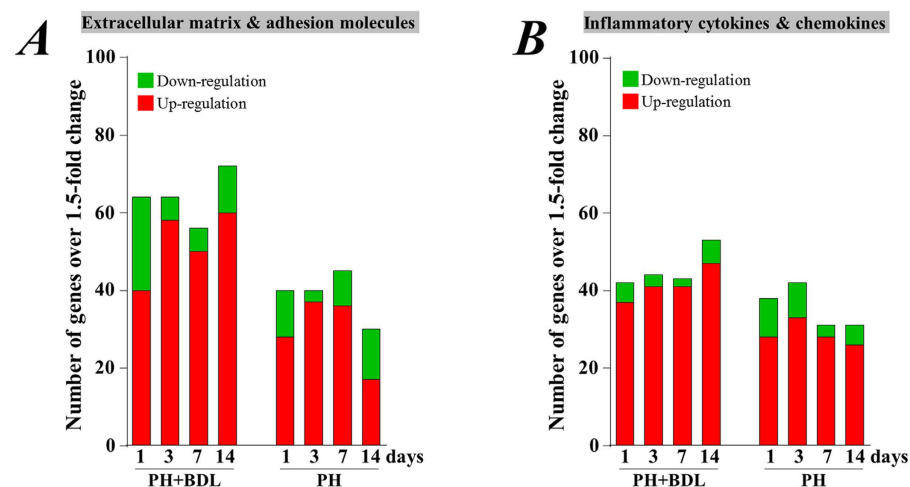 A
Extracellular matrix & adhesion molecules
Number of genes over 1.5-fold change
100
80
60
40
20
0
Down-regulation
Up-regulation
1 3 7 14 1 3 7 14 days
PH+BDL PH
B
Inflammatory cytokines & chemokines
Number of genes over 1.5-fold change
100
80
60
40
20
0
Down-regulation
Up-regulation
1 3 7 14 1 3 7 14 days
PH+BDL PH